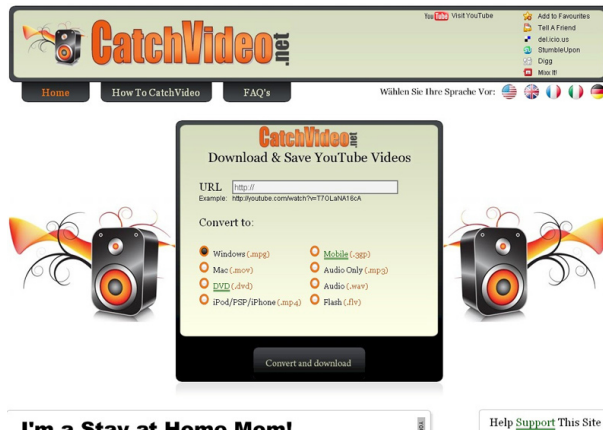 CatchVideo.net
YouTube Visit YouTube
Add to Favourites
Tell A Friend
del.icio.us
StumbleUpon
Digg
Mixx It!
Home
How To CatchVideo
FAQ's
Wählen Sie Ihre Sprache Vor:
CatchVideo.net
Download & Save YouTube Videos
URL http://
Example: http://youtube.com/watch?v=T7OLaNA16cA
Convert to:
Windows (.mpg)
Mac (.mov)
DVD (.dvd)
iPod/PSP/iPhone (.mp4)
Mobile (.3gp)
Audio Only (.mp3)
Audio (.wav)
Flash (.flv)
Convert and download
I'm a Stay at Home Mom!
Help Support This Site